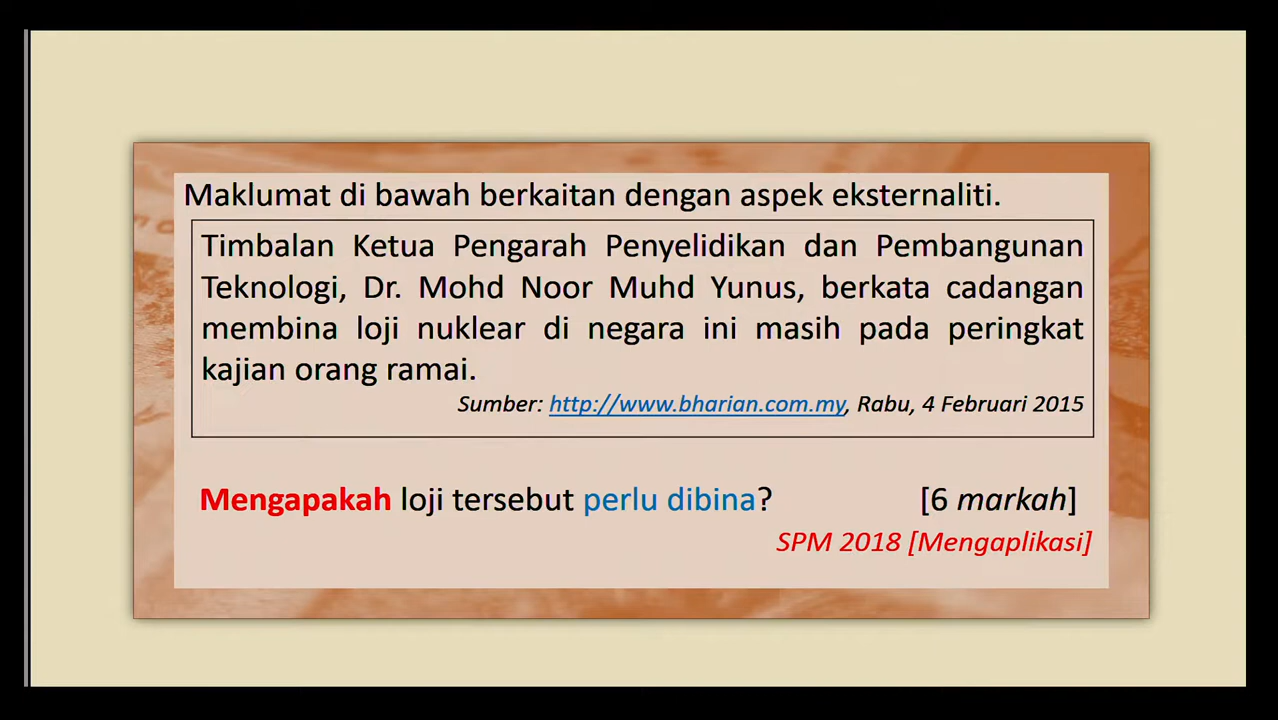 Maklumat di bawah berkaitan dengan aspek eksternaliti.
Timbalan Ketua Pengarah Penyelidikan dan Pembangunan
Teknologi, Dr. Mohd Noor Muhd Yunus, berkata cadangan
membina loji nuklear di negara ini masih pada peringkat
kajian orang ramai.
Sumber: http://www.bharian.com.my, Rabu, 4 Februari 2015
Mengapakah loji tersebut perlu dibina? [6 markah]
SPM 2018 [Mengaplikasi]